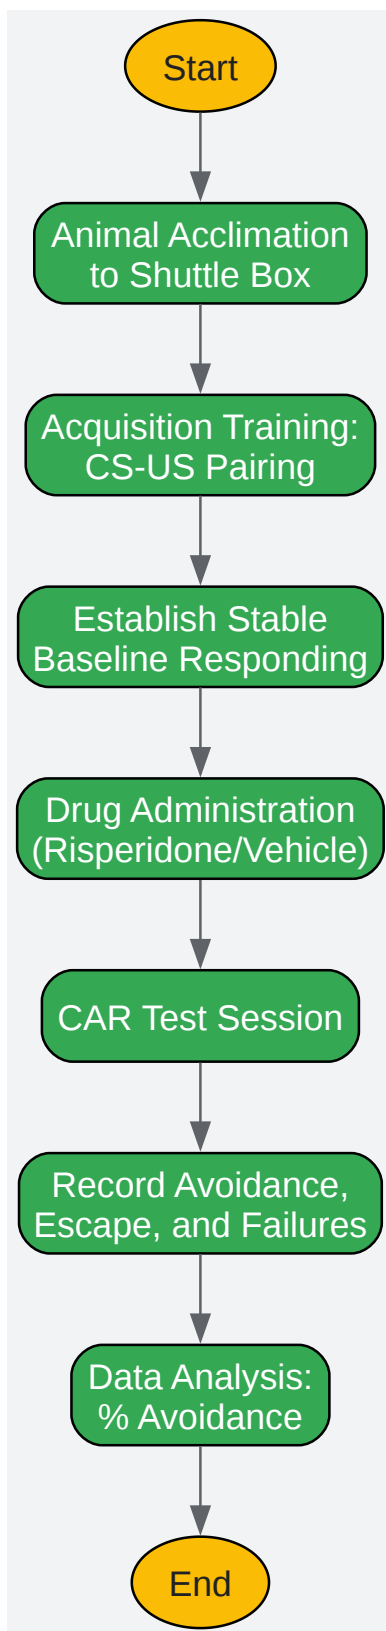 Start
Animal Acclimation
to Shuttle Box
Acquisition Training:
CS-US Pairing
Establish Stable
Baseline Responding
Drug Administration
(Risperidone/Vehicle)
CAR Test Session
Record Avoidance,
Escape, and Failures
Data Analysis:
% Avoidance
End